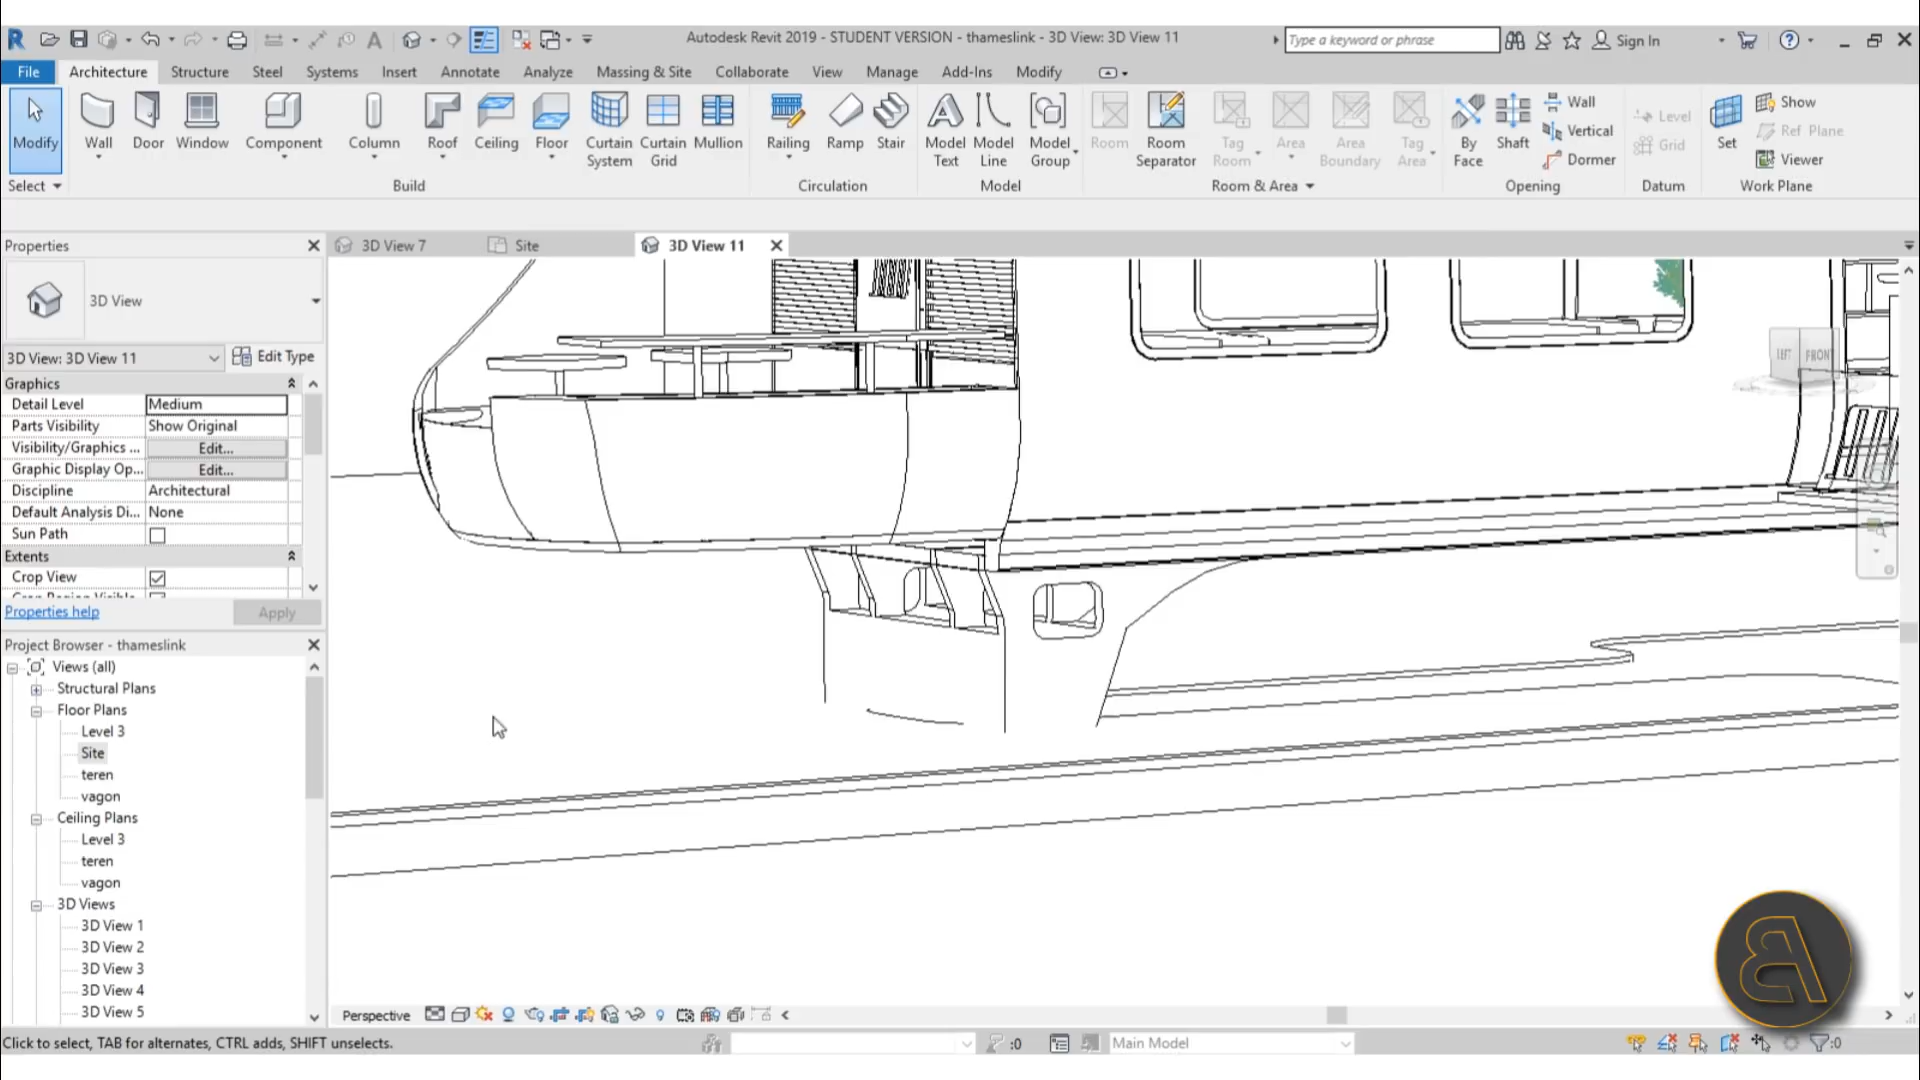 Autodesk Revit 2019 - STUDENT VERSION - thameslink - 3D View: 3D View 11
Type a keyword or phrase
Sign In
File Architecture Structure Steel Systems Insert Annotate Analyze Massing & Site Collaborate View Manage Add-Ins Modify
Modify
Wall
Door
Window
Component
Column
Roof
Ceiling
Floor
Curtain System
Curtain Grid
Mullion
Railing
Ramp
Stair
Model Text
Model Line
Model Group
Room
Room Separator
Tag Room
Area
Area Boundary
Tag Area
By Face
Shaft
Wall
Vertical
Dormer
Level
Grid
Set
Show
Ref Plane
Viewer
Select Build Circulation Model Room & Area Opening Datum Work Plane
Properties
3D View 7
Site
3D View 11
3D View
3D View: 3D View 11
Edit Type
Graphics
Detail Level Medium
Parts Visibility Show Original
Visibility/Graphics ... Edit...
Graphic Display Op... Edit...
Discipline Architectural
Default Analysis Di... None
Sun Path
Extents
Crop View
Properties help
Apply
Project Browser - thameslink
Views (all)
Structural Plans
Floor Plans
Level 3
Site
teren
vagon
Ceiling Plans
Level 3
teren
vagon
3D Views
3D View 1
3D View 2
3D View 3
3D View 4
3D View 5
LEFT FRONT
Perspective
Click to select, TAB for alternates, CTRL adds, SHIFT unselects.
:0
Main Model
:0